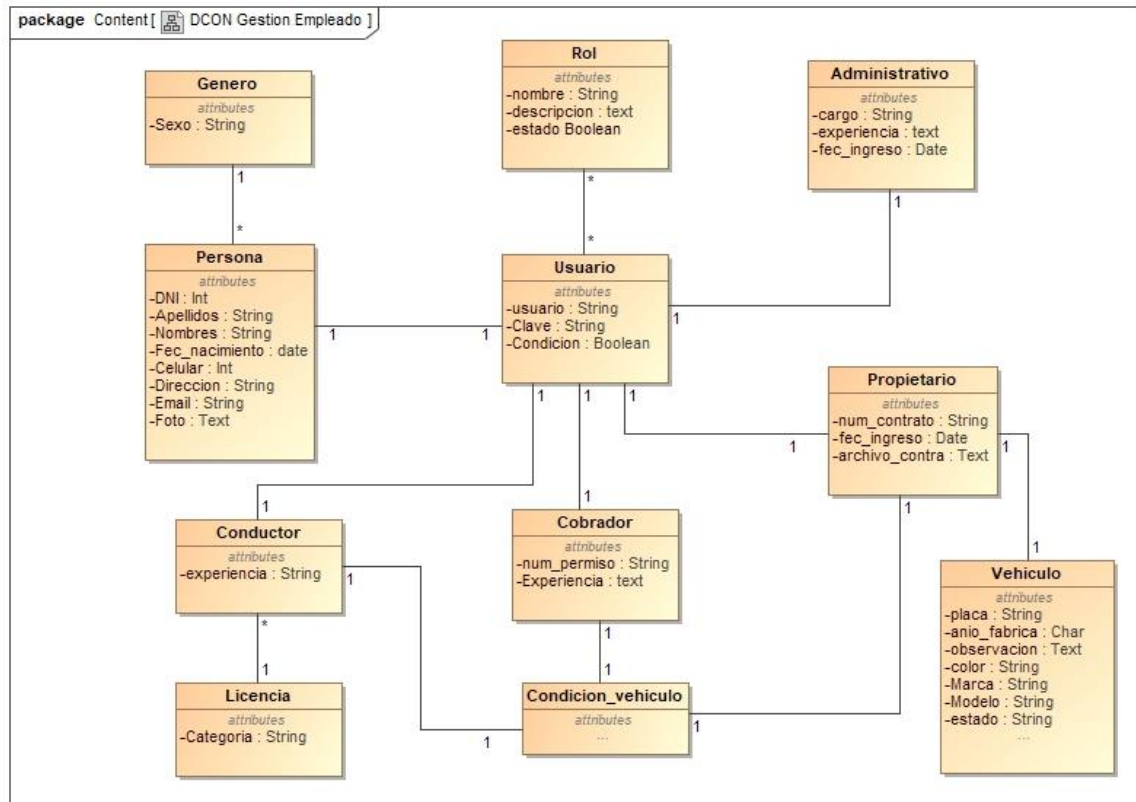 package Content [ DCON Gestion Empleado ]
Genero
attributes
-Sexo : String
1
*
Rol
attributes
-nombre : String
-descripcion : text
-estado Boolean
*
*
Administrativo
attributes
-cargo : String
-experiencia : text
-fec_ingreso : Date
1
1
Persona
attributes
-DNI : Int
-Apellidos : String
-Nombres : String
-Fec_nacimiento : date
-Celular : Int
-Direccion : String
-Email : String
-Foto : Text
1
1
Usuario
attributes
-usuario : String
-Clave : String
-Condicion : Boolean
1
1
1
1
Propietario
attributes
-num_contrato : String
-fec_ingreso : Date
-archivo_contra : Text
1
1
1
1
1
Conductor
attributes
-experiencia : String
1
*
1
Cobrador
attributes
-num_permiso : String
-Experiencia : text
1
1
Vehiculo
attributes
-placa : String
-anio_fabrica : Char
-observacion : Text
-color : String
-Marca : String
-Modelo : String
-estado : String
...
Licencia
attributes
-Categoria : String
Condicion_vehiculo
attributes
...
1
1